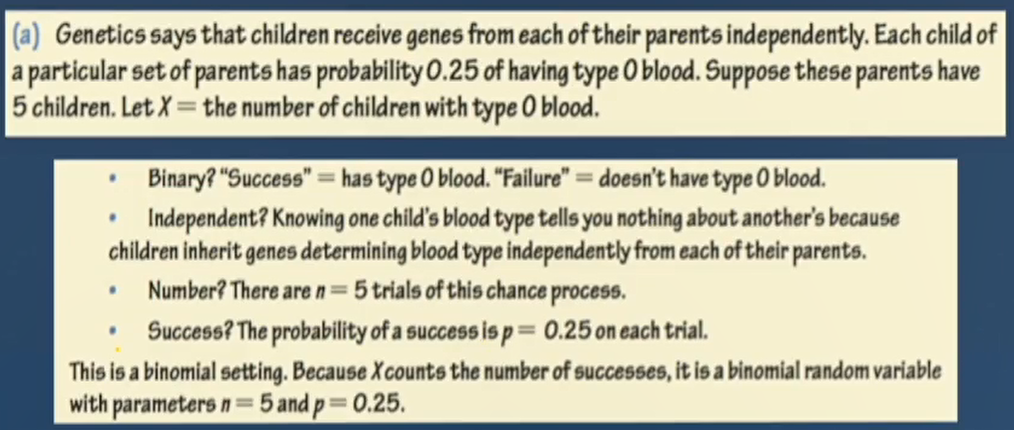 (a) Genetics says that children receive genes from each of their parents independently. Each child of
a particular set of parents has probability 0.25 of having type O blood. Suppose these parents have
5 children. Let X = the number of children with type O blood.
• Binary? “Success” = has type O blood. “Failure” = doesn’t have type O blood.
• Independent? Knowing one child’s blood type tells you nothing about another’s because
children inherit genes determining blood type independently from each of their parents.
• Number? There are n = 5 trials of this chance process.
• Success? The probability of a success is p = 0.25 on each trial.
This is a binomial setting. Because X counts the number of successes, it is a binomial random variable
with parameters n = 5 and p = 0.25.